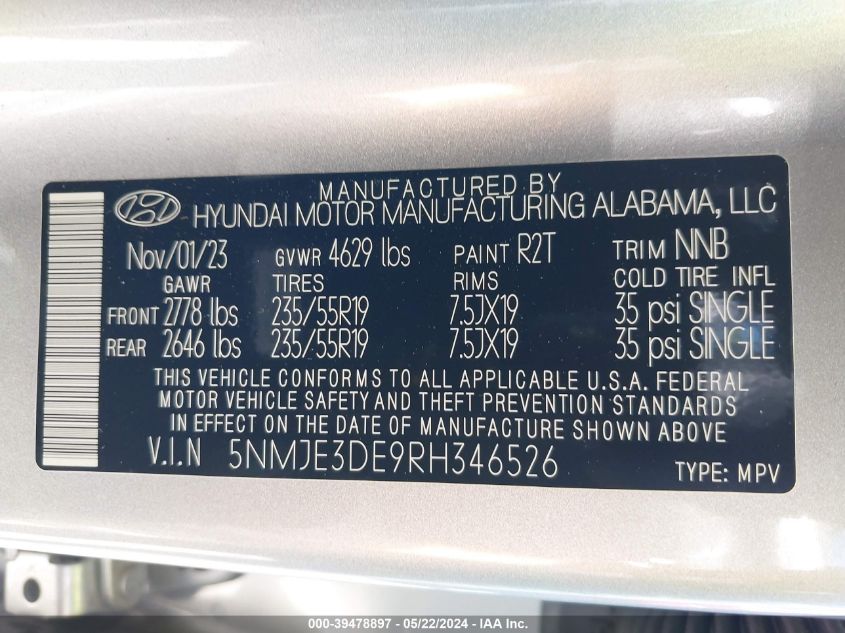 MANUFACTURED BY
HYUNDAI MOTOR MANUFACTURING ALABAMA, LLC
Nov/01/23 GVWR 4629 lbs PAINT R2T TRIM NNB
GAWR TIRES RIMS COLD TIRE INFL
FRONT 2778 lbs 235/55R19 7.5JX19 35 psi SINGLE
REAR 2646 lbs 235/55R19 7.5JX19 35 psi SINGLE
THIS VEHICLE CONFORMS TO ALL APPLICABLE U.S.A. FEDERAL
MOTOR VEHICLE SAFETY AND THEFT PREVENTION STANDARDS
IN EFFECT ON THE DATE OF MANUFACTURE SHOWN ABOVE.
V.I.N 5NMJE3DE9RH346526 TYPE: MPV
000-39478897 - 05/22/2024 - IAA Inc.